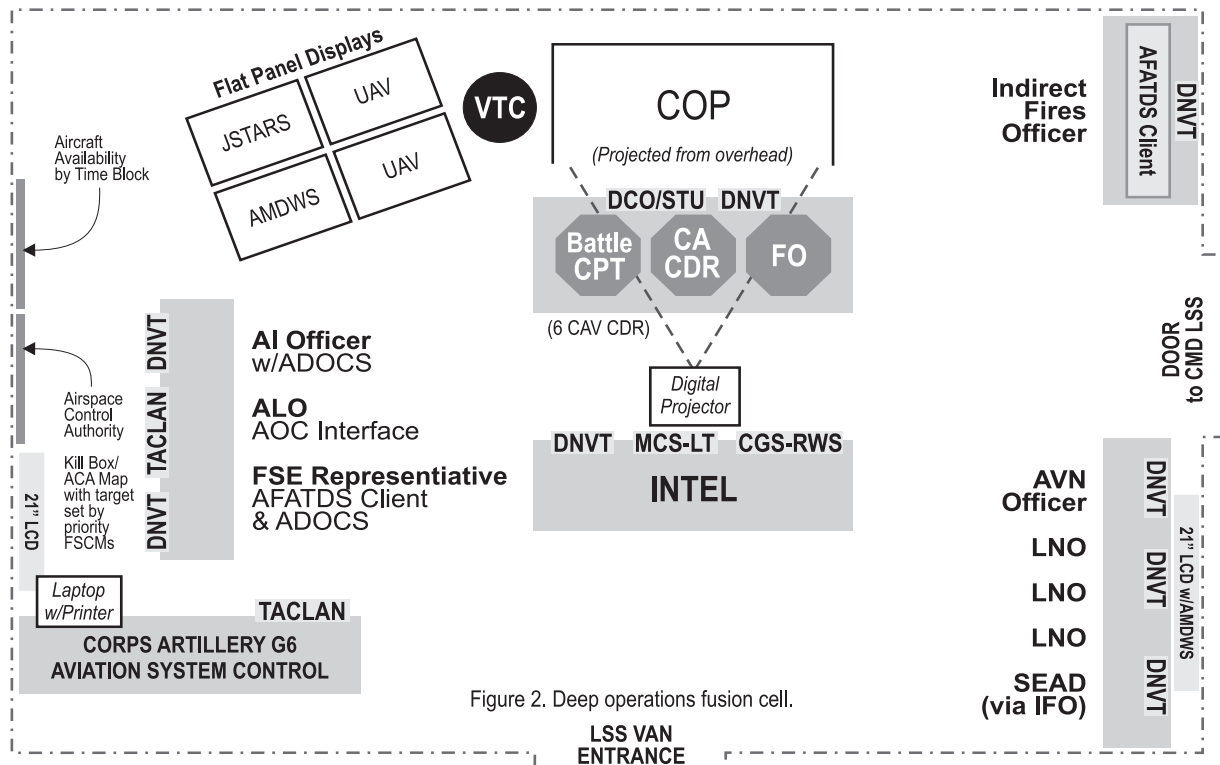 Flat Panel Displays
JSTARS
UAV
AMDWS
UAV
VTC
COP
(Projected from overhead)
DCO/STU DNVT
Battle
CPT
CA
CDR
FO
(6 CAV CDR)
Digital
Projector
DNVT MCS-LT CGS-RWS
INTEL
Indirect
Fires
Officer
AFATDS Client
DNVT
Aircraft
Availability
by Time Block
Airspace
Control
Authority
Kill Box/
ACA Map
with target
set by
priority
FSCMs
21” LCD
DNVT
TACLAN
DNVT
AI Officer
w/ADOCS
ALO
AOC Interface
FSE Representiative
AFATDS Client
& ADOCS
Laptop
w/Printer
TACLAN
CORPS ARTILLERY G6
AVIATION SYSTEM CONTROL
DOOR
to CMD LSS
AVN
Officer
LNO
LNO
LNO
SEAD
(via IFO)
DNVT
DNVT
DNVT
21” LCD w/AMDWS
Figure 2. Deep operations fusion cell.
LSS VAN
ENTRANCE